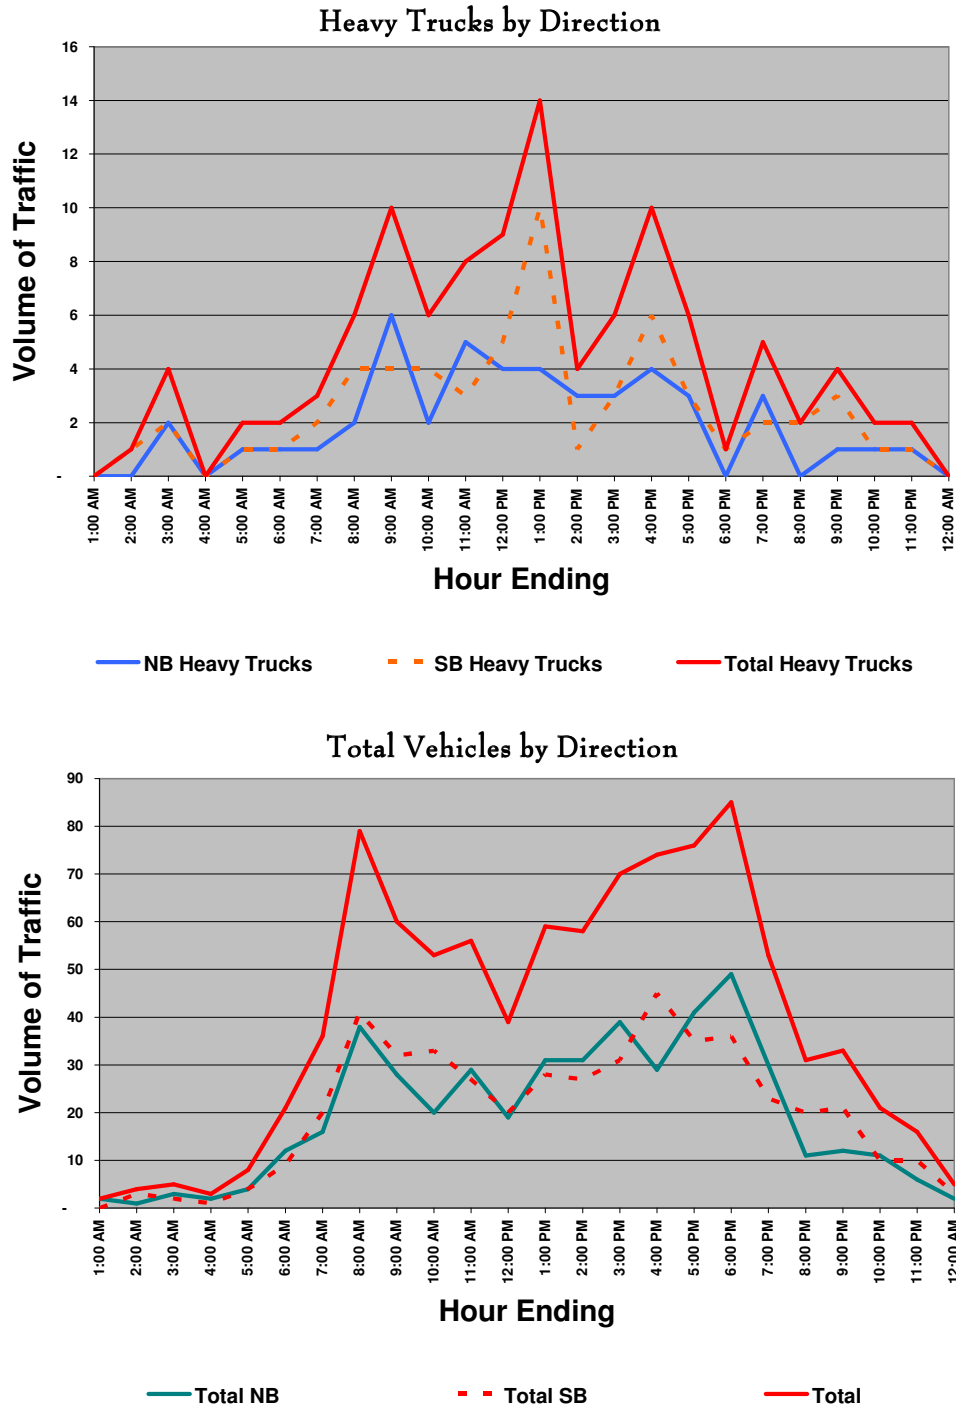 Heavy Trucks by Direction
16
14
12
10
8
6
4
2
-
Volume of Traffic
1:00 AM
2:00 AM
3:00 AM
4:00 AM
5:00 AM
6:00 AM
7:00 AM
8:00 AM
9:00 AM
10:00 AM
11:00 AM
12:00 PM
1:00 PM
2:00 PM
3:00 PM
4:00 PM
5:00 PM
6:00 PM
7:00 PM
8:00 PM
9:00 PM
10:00 PM
11:00 PM
12:00 AM
Hour Ending
NB Heavy Trucks SB Heavy Trucks Total Heavy Trucks
Total Vehicles by Direction
90
80
70
60
50
40
30
20
10
-
Volume of Traffic
1:00 AM
2:00 AM
3:00 AM
4:00 AM
5:00 AM
6:00 AM
7:00 AM
8:00 AM
9:00 AM
10:00 AM
11:00 AM
12:00 PM
1:00 PM
2:00 PM
3:00 PM
4:00 PM
5:00 PM
6:00 PM
7:00 PM
8:00 PM
9:00 PM
10:00 PM
11:00 PM
12:00 AM
Hour Ending
Total NB Total SB Total